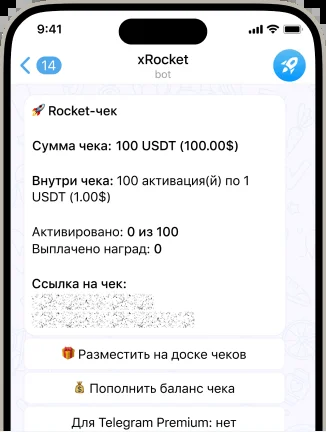 9:41
14
xRocket
bot
🚀 Rocket-чек
Сумма чека: 100 USDT (100.00$)
Внутри чека: 100 активация(й) по 1
USDT (1.00$)
Активировано: 0 из 100
Выплачено наград: 0
Ссылка на чек:
🎁 Разместить на доске чеков
💰 Пополнить баланс чека
Для Telegram Premium: нет